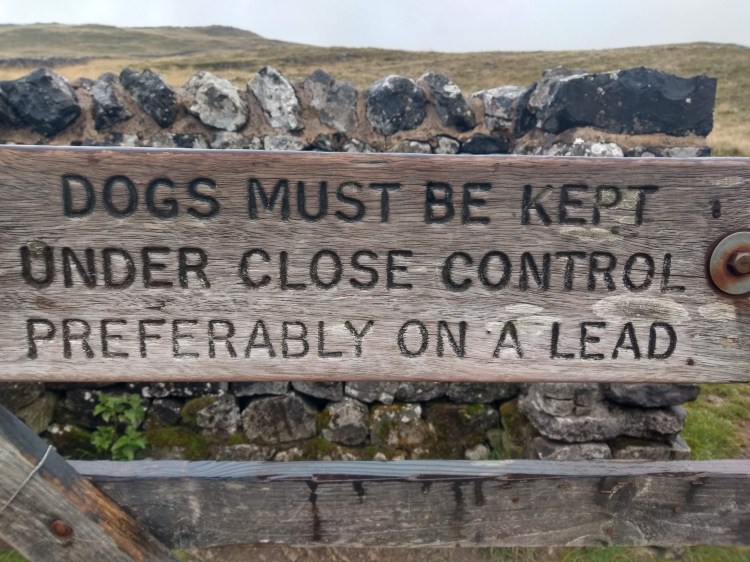 DOGS MUST BE KEPT
UNDER CLOSE CONTROL
PREFERABLY ON A LEAD